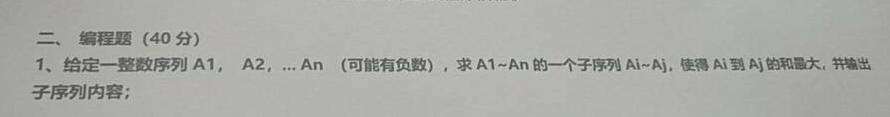 二、 编程题（40 分）
1、给定一整数序列 A1， A2，... An （可能有负数），求 A1~An 的一个子序列 Ai~Aj，使得 Ai 到 Aj 的和最大，并输出
子序列内容；